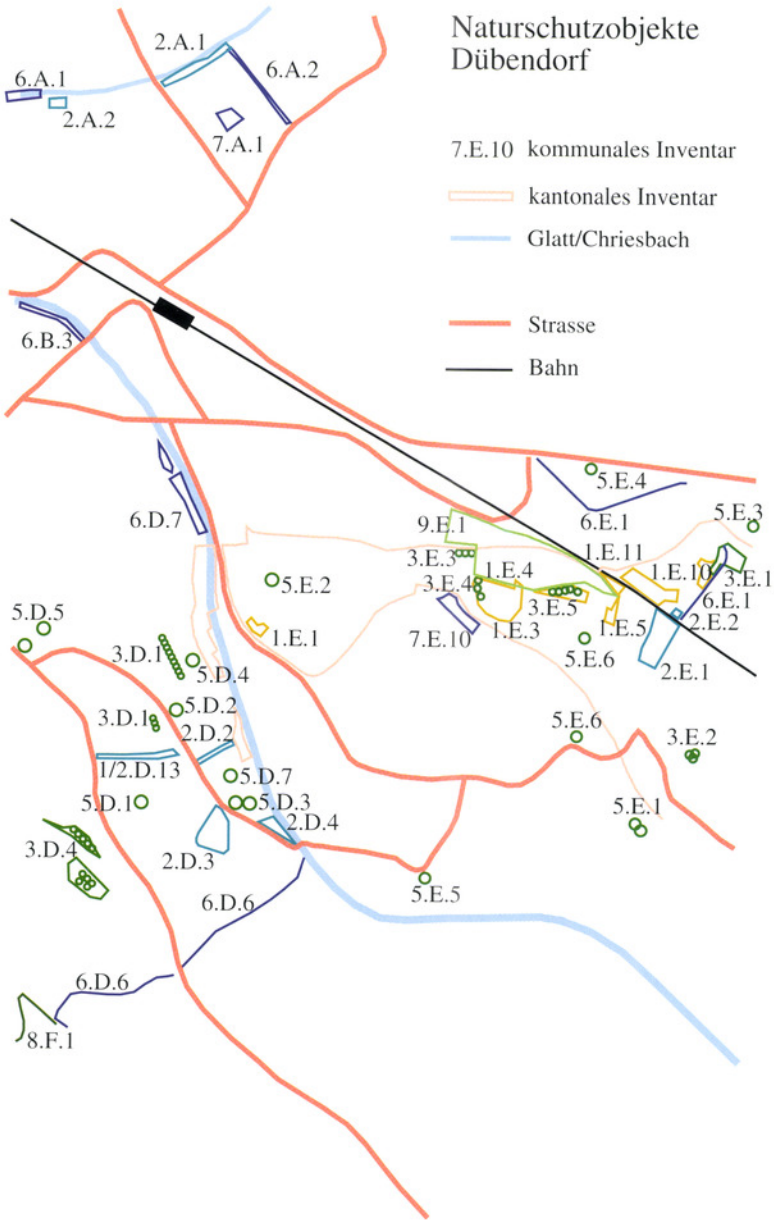 Naturschutzobjekte
Dübendorf
7.E.10 kommunales Inventar
kantonales Inventar
Glatt/Chriesbach
Strasse
Bahn
2.A.1
6.A.1
6.A.2
2.A.2
7.A.1
6.B.3
6.D.7
5.E.4
6.E.1
5.E.3
9.E.1
3.E.3
1.E.11
1.E.4
1.E.10
3.E.4
3.E.5
3.E.1
6.E.1
5.E.2
1.E.1
7.E.10
1.E.3
1.E.5
2.E.2
5.E.6
2.E.1
5.D.5
3.D.1
5.D.4
5.D.2
3.D.1
2.D.2
5.E.6
3.E.2
1/2.D.13
5.D.7
5.D.1
5.D.3
2.D.4
5.E.1
3.D.4
2.D.3
5.E.5
6.D.6
6.D.6
8.F.1